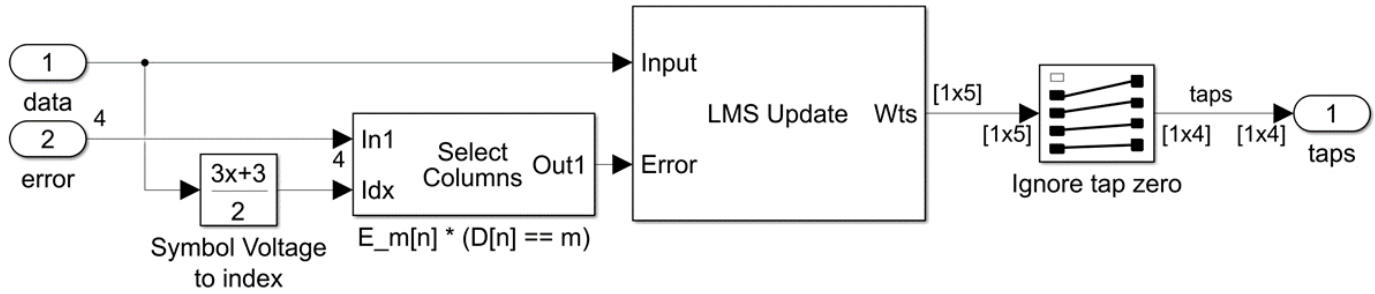 1
data
2
error
4
3x+3
2
Symbol Voltage
to index
In1
4
Idx
Select
Columns
Out1
E_m[n] * (D[n] == m)
Input
Error
LMS Update
Wts
[1x5]
[1x5]
Ignore tap zero
taps
[1x4]
[1x4]
1
taps